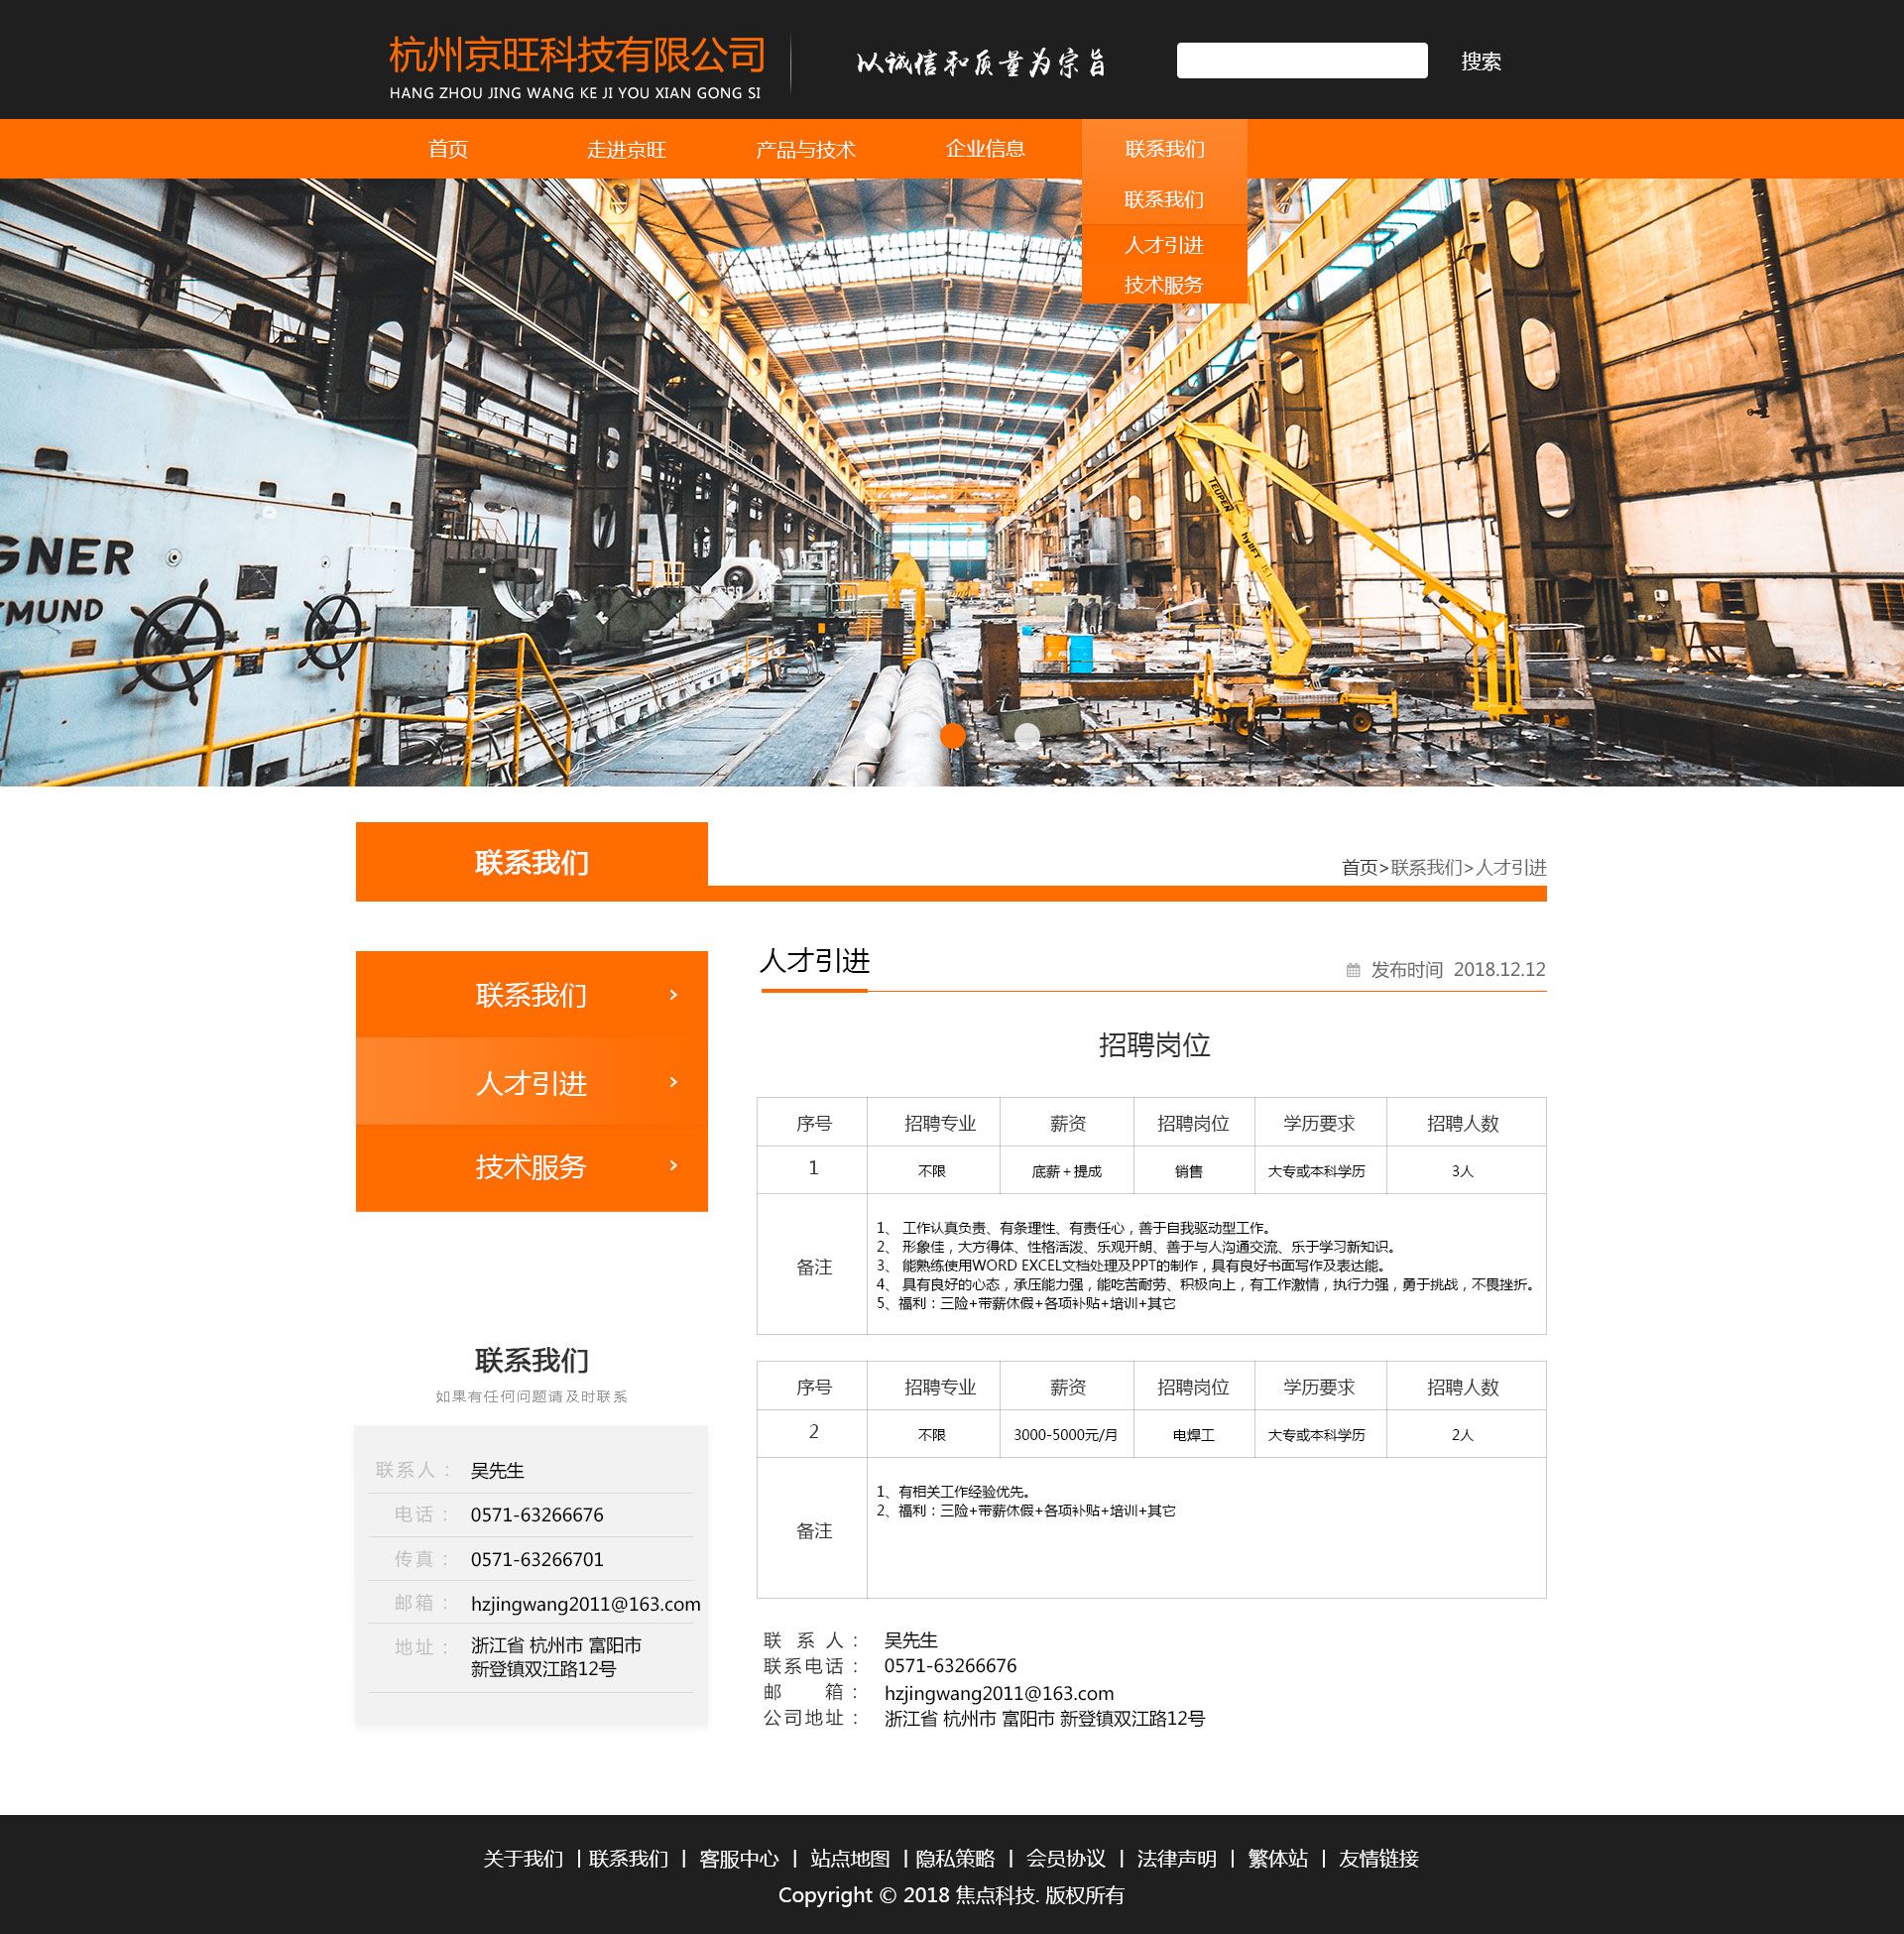 杭州京旺科技有限公司
HANG ZHOU JING WANG KE JI YOU XIAN GONG SI
以诚信和质量为宗旨
搜索
首页 走进京旺 产品与技术 企业信息 联系我们
联系我们
人才引进
技术服务
GNER
TMUND
TEUPEN
hyLIFT
联系我们
首页>联系我们>人才引进
联系我们
人才引进
技术服务
联系我们
如果有任何问题请及时联系
联系人： 吴先生
电话： 0571-63266676
传真： 0571-63266701
邮箱： hzjingwang2011@163.com
地址： 浙江省 杭州市 富阳市
新登镇双江路12号
人才引进
发布时间 2018.12.12
招聘岗位
序号 招聘专业 薪资 招聘岗位 学历要求 招聘人数
1 不限 底薪+提成 销售 大专或本科学历 3人
备注
1、 工作认真负责、有条理性、有责任心，善于自我驱动型工作。
2、 形象佳，大方得体、性格活泼、乐观开朗、善于与人沟通交流、乐于学习新知识。
3、 能熟练使用WORD EXCEL文档处理及PPT的制作，具有良好书面写作及表达能。
4、 具有良好的心态，承压能力强，能吃苦耐劳、积极向上，有工作激情，执行力强，勇于挑战，不畏挫折。
5、福利：三险+带薪休假+各项补贴+培训+其它
序号 招聘专业 薪资 招聘岗位 学历要求 招聘人数
2 不限 3000-5000元/月 电焊工 大专或本科学历 2人
备注
1、有相关工作经验优先。
2、福利：三险+带薪休假+各项补贴+培训+其它
联 系 人： 吴先生
联系电话： 0571-63266676
邮 箱： hzjingwang2011@163.com
公司地址： 浙江省 杭州市 富阳市 新登镇双江路12号
关于我们 | 联系我们 | 客服中心 | 站点地图 | 隐私策略 | 会员协议 | 法律声明 | 繁体站 | 友情链接
Copyright © 2018 焦点科技. 版权所有